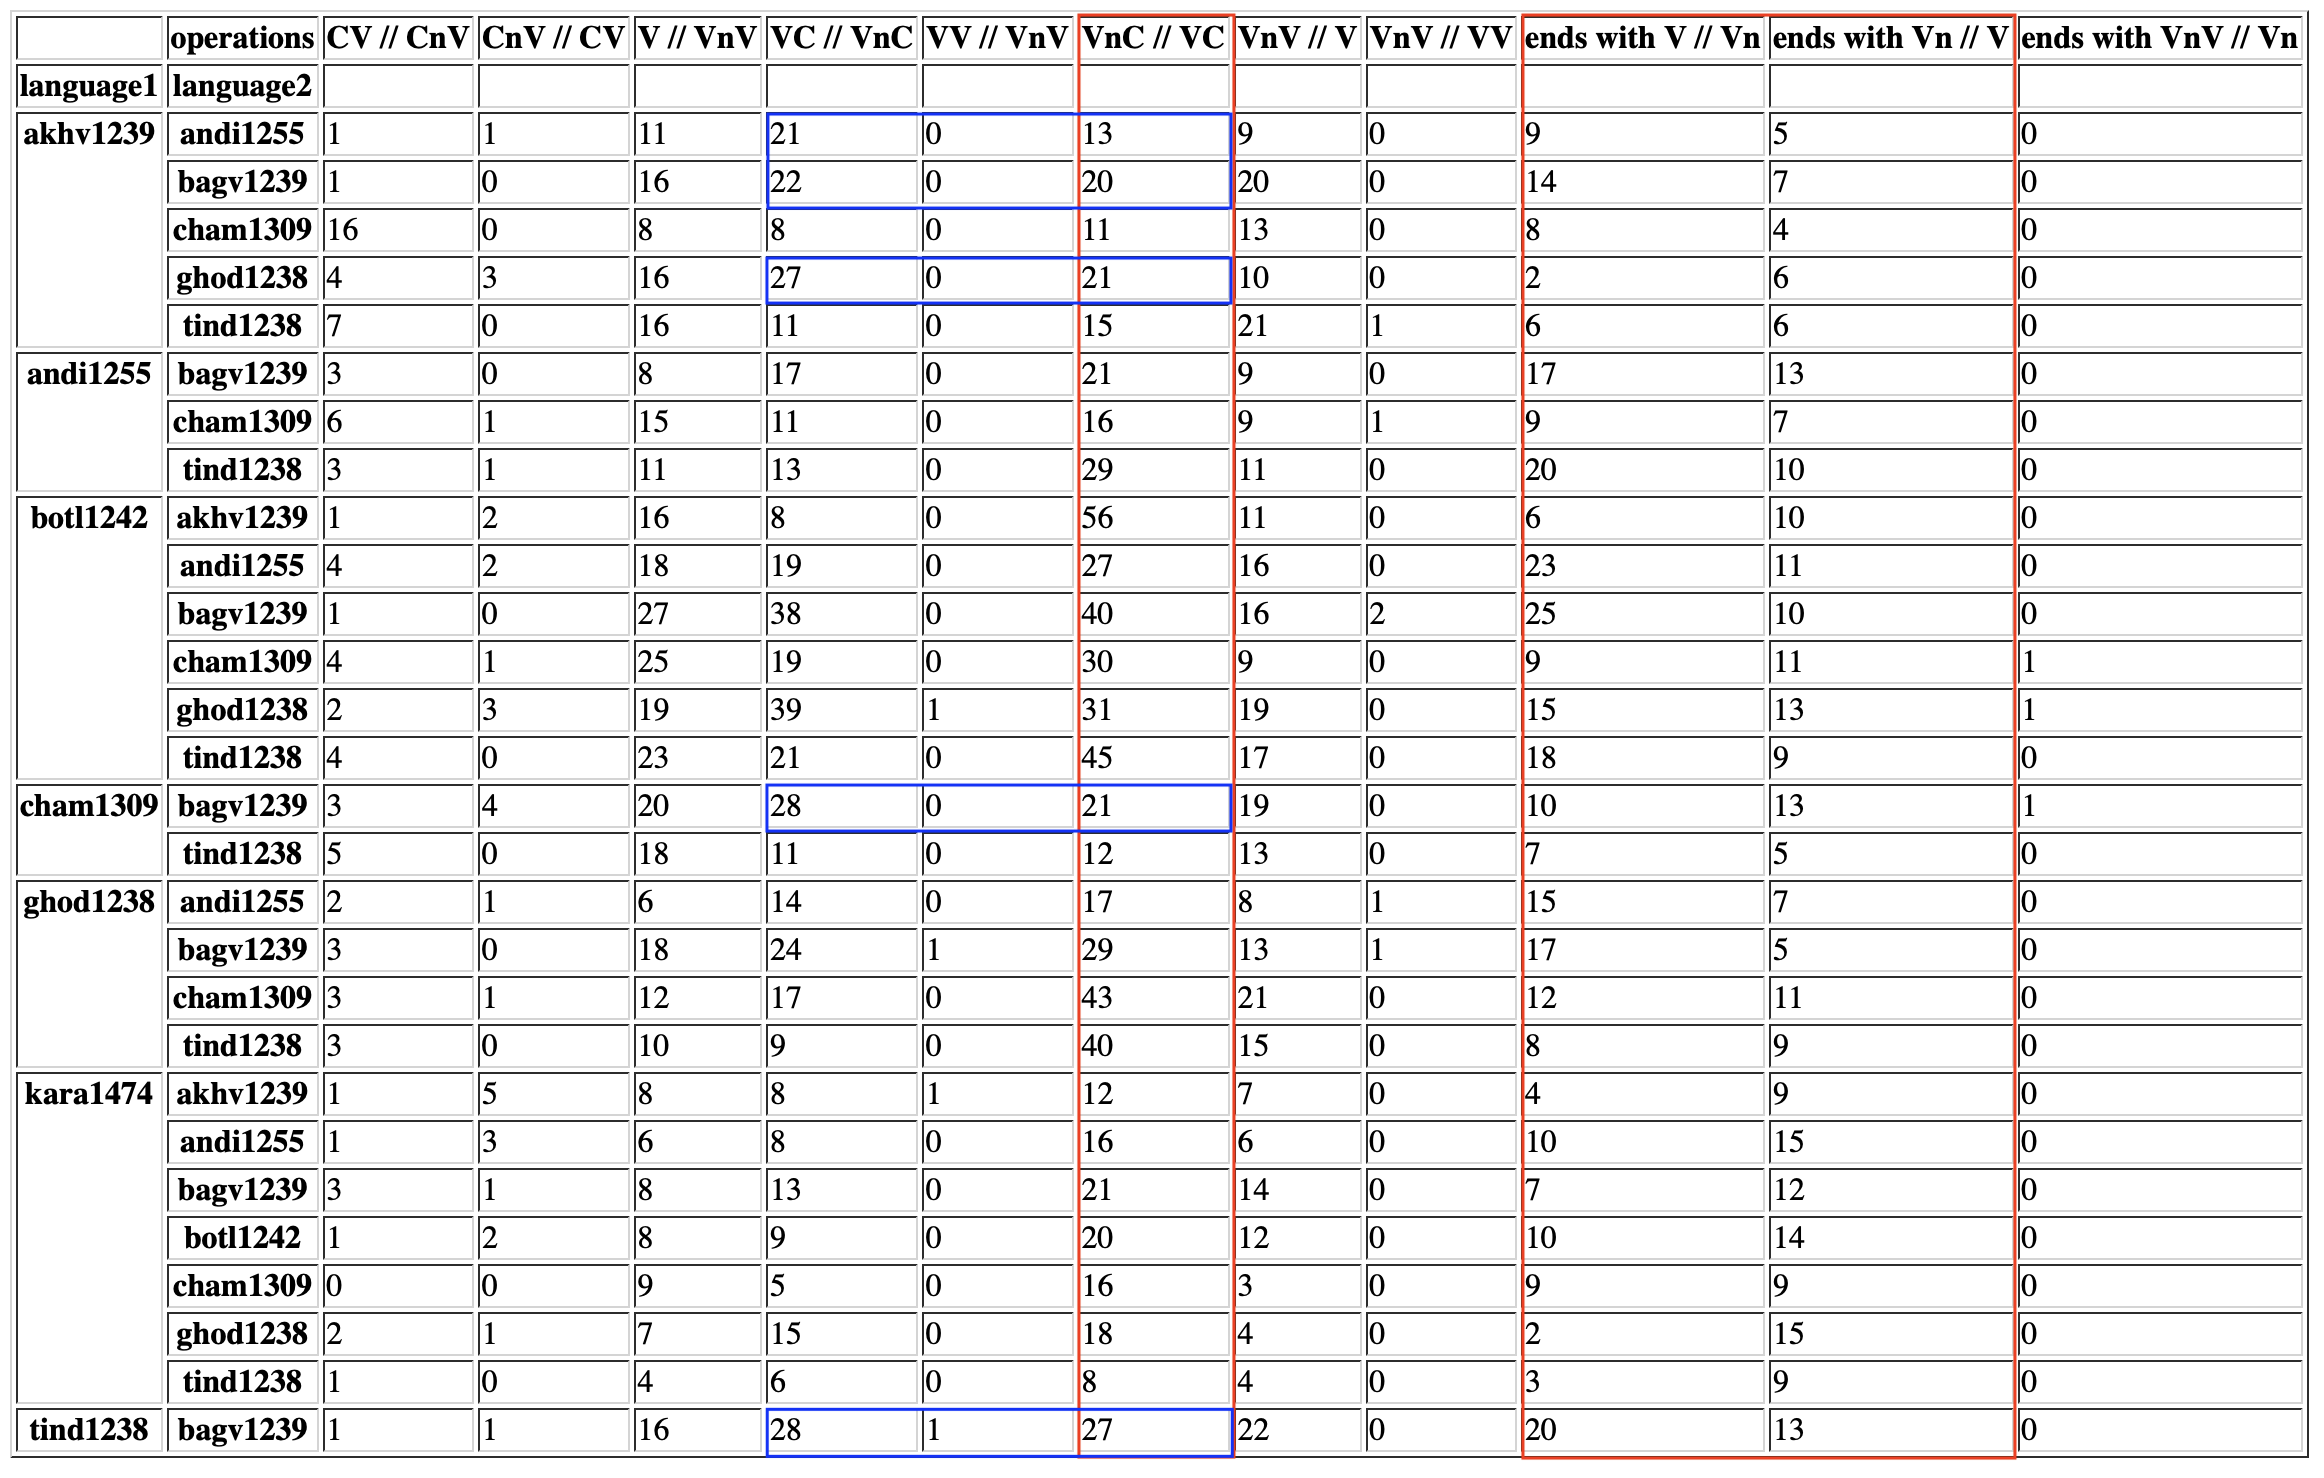 operations CV // CnV CnV // CV V // VnV VC // VnC VV // VnV VnC // VC VnV // V VnV // VV ends with V // Vn ends with Vn // V ends with VnV // Vn
language1 language2
akhv1239 andi1255 1 1 11 21 0 13 9 0 9 5 0
bagv1239 1 0 16 22 0 20 20 0 14 7 0
cham1309 16 0 8 8 0 11 13 0 8 4 0
ghod1238 4 3 16 27 0 21 10 0 2 6 0
tind1238 7 0 16 11 0 15 21 1 6 6 0
andi1255 bagv1239 3 0 8 17 0 21 9 0 17 13 0
cham1309 6 1 15 11 0 16 9 1 9 7 0
tind1238 3 1 11 13 0 29 11 0 20 10 0
botl1242 akhv1239 1 2 16 8 0 56 11 0 6 10 0
andi1255 4 2 18 19 0 27 16 0 23 11 0
bagv1239 1 0 27 38 0 40 16 2 25 10 0
cham1309 4 1 25 19 0 30 9 0 9 11 1
ghod1238 2 3 19 39 1 31 19 0 15 13 1
tind1238 4 0 23 21 0 45 17 0 18 9 0
cham1309 bagv1239 3 4 20 28 0 21 19 0 10 13 1
tind1238 5 0 18 11 0 12 13 0 7 5 0
ghod1238 andi1255 2 1 6 14 0 17 8 1 15 7 0
bagv1239 3 0 18 24 1 29 13 1 17 5 0
cham1309 3 1 12 17 0 43 21 0 12 11 0
tind1238 3 0 10 9 0 40 15 0 8 9 0
kara1474 akhv1239 1 5 8 8 1 12 7 0 4 9 0
andi1255 1 3 6 8 0 16 6 0 10 15 0
bagv1239 3 1 8 13 0 21 14 0 7 12 0
botl1242 1 2 8 9 0 20 12 0 10 14 0
cham1309 0 0 9 5 0 16 3 0 9 9 0
ghod1238 2 1 7 15 0 18 4 0 2 15 0
tind1238 1 0 4 6 0 8 4 0 3 9 0
tind1238 bagv1239 1 1 16 28 1 27 22 0 20 13 0